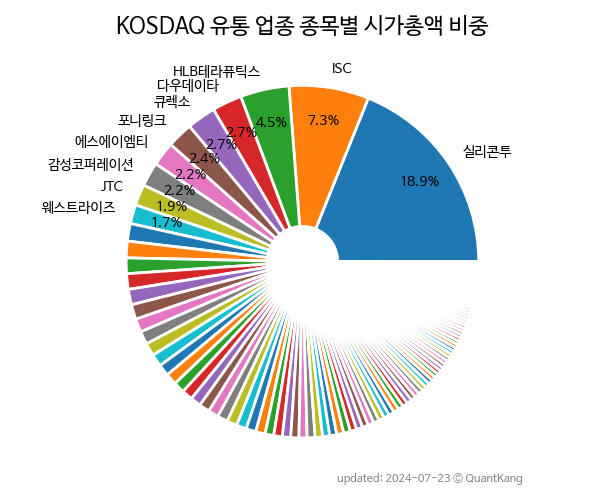 KOSDAQ 유통 업종 종목별 시가총액 비중
ISC
HLB테라퓨틱스
다우데이타
큐렉소
포니링크
에스에이엠티
감성코퍼레이션
JTC
웨스트라이즈
실리콘투
18.9%
7.3%
4.5%
2.7%
2.7%
2.4%
2.2%
2.2%
1.9%
1.7%
updated: 2024-07-23 ⓒ QuantKang